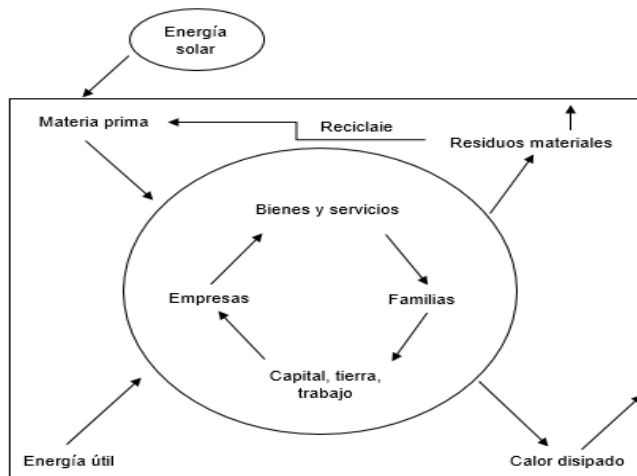 Energía
solar
Materia prima
Reciclaie
Residuos materiales
Bienes y servicios
Empresas
Familias
Capital, tierra,
trabajo
Energía útil
Calor disipado